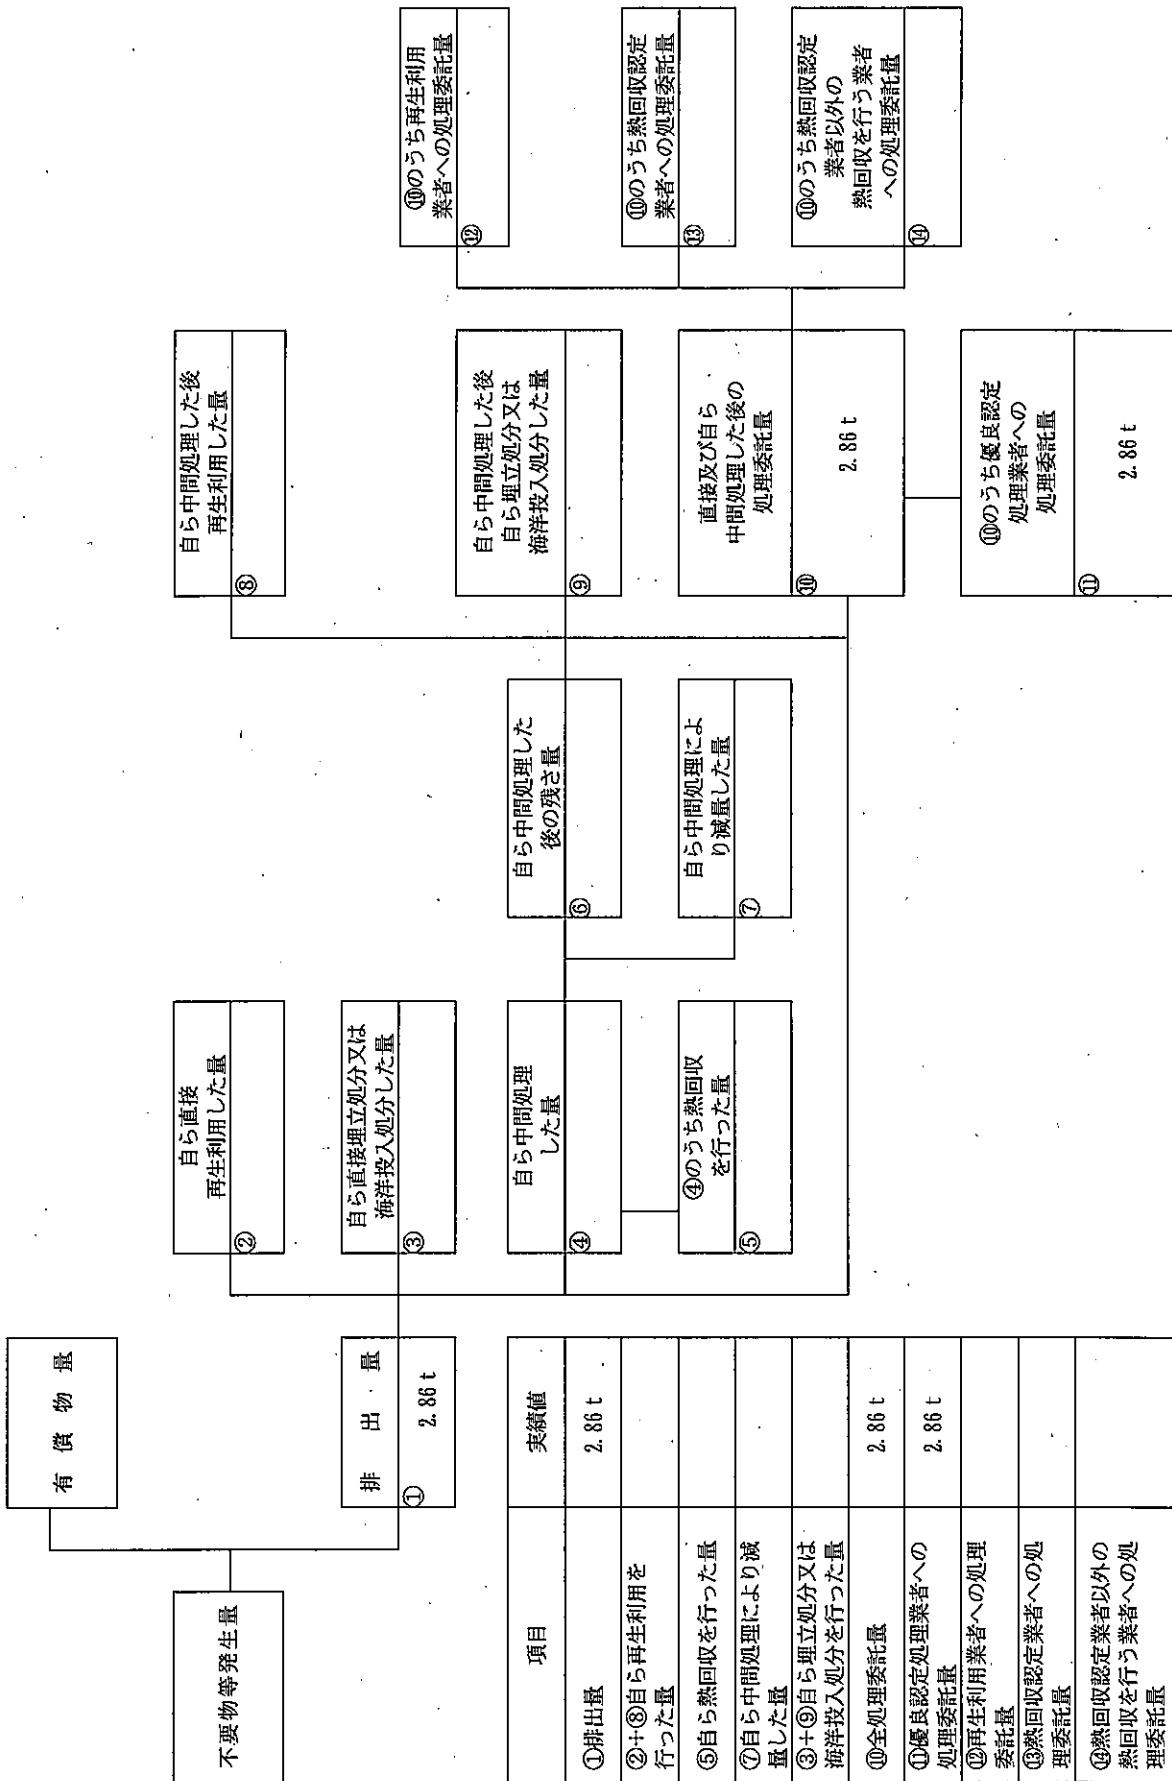 不要物等発生量
有償物量
排出量
①
2.86 t
自ら直接
再生利用した量
②
自ら直接埋立処分又は
海洋投入処分した量
③
自ら中間処理
した量
④
④のうち熱回収
を行った量
⑤
自ら中間処理した
後の残さ量
⑥
自ら中間処理によ
り減量した量
⑦
自ら中間処理した後
再生利用した量
⑧
自ら中間処理した後
自ら埋立処分又は
海洋投入処分した量
⑨
直接及び自ら
中間処理した後の
処理委託量
⑩
2.86 t
⑩のうち優良認定
処理業者への
処理委託量
⑪
2.86 t
⑩のうち再生利用
業者への処理委託量
⑫
⑩のうち熱回収認定
業者への処理委託量
⑬
⑩のうち熱回収認定
業者以外の
熱回収を行う業者
への処理委託量
⑭
項目 実績値
①排出量 2.86 t
②+⑧自ら再生利用を
行った量
⑤自ら熱回収を行った量
⑦自ら中間処理により減
量した量
③+⑨自ら埋立処分又は
海洋投入処分を行った量
⑩全処理委託量 2.86 t
⑪優良認定処理業者への
処理委託量 2.86 t
⑫再生利用業者への処理
委託量
⑬熱回収認定業者への処
理委託量
⑭熱回収認定業者以外の
熱回収を行う業者への処
理委託量